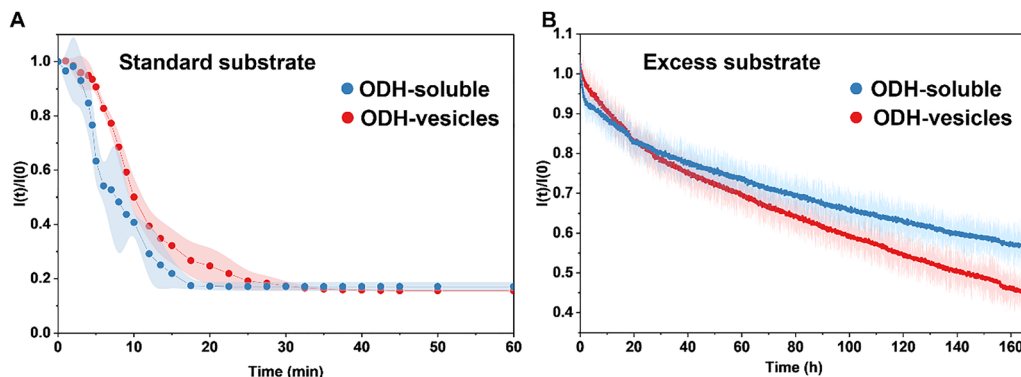 A
Standard substrate
ODH-soluble
ODH-vesicles
I(t)/I(0)
1.0
0.8
0.6
0.4
0.2
0.0
0 10 20 30 40 50 60
Time (min)
B
Excess substrate
ODH-soluble
ODH-vesicles
I(t)/I(0)
1.1
1.0
0.9
0.8
0.7
0.6
0.5
0.4
0 20 40 60 80 100 120 140 160
Time (h)